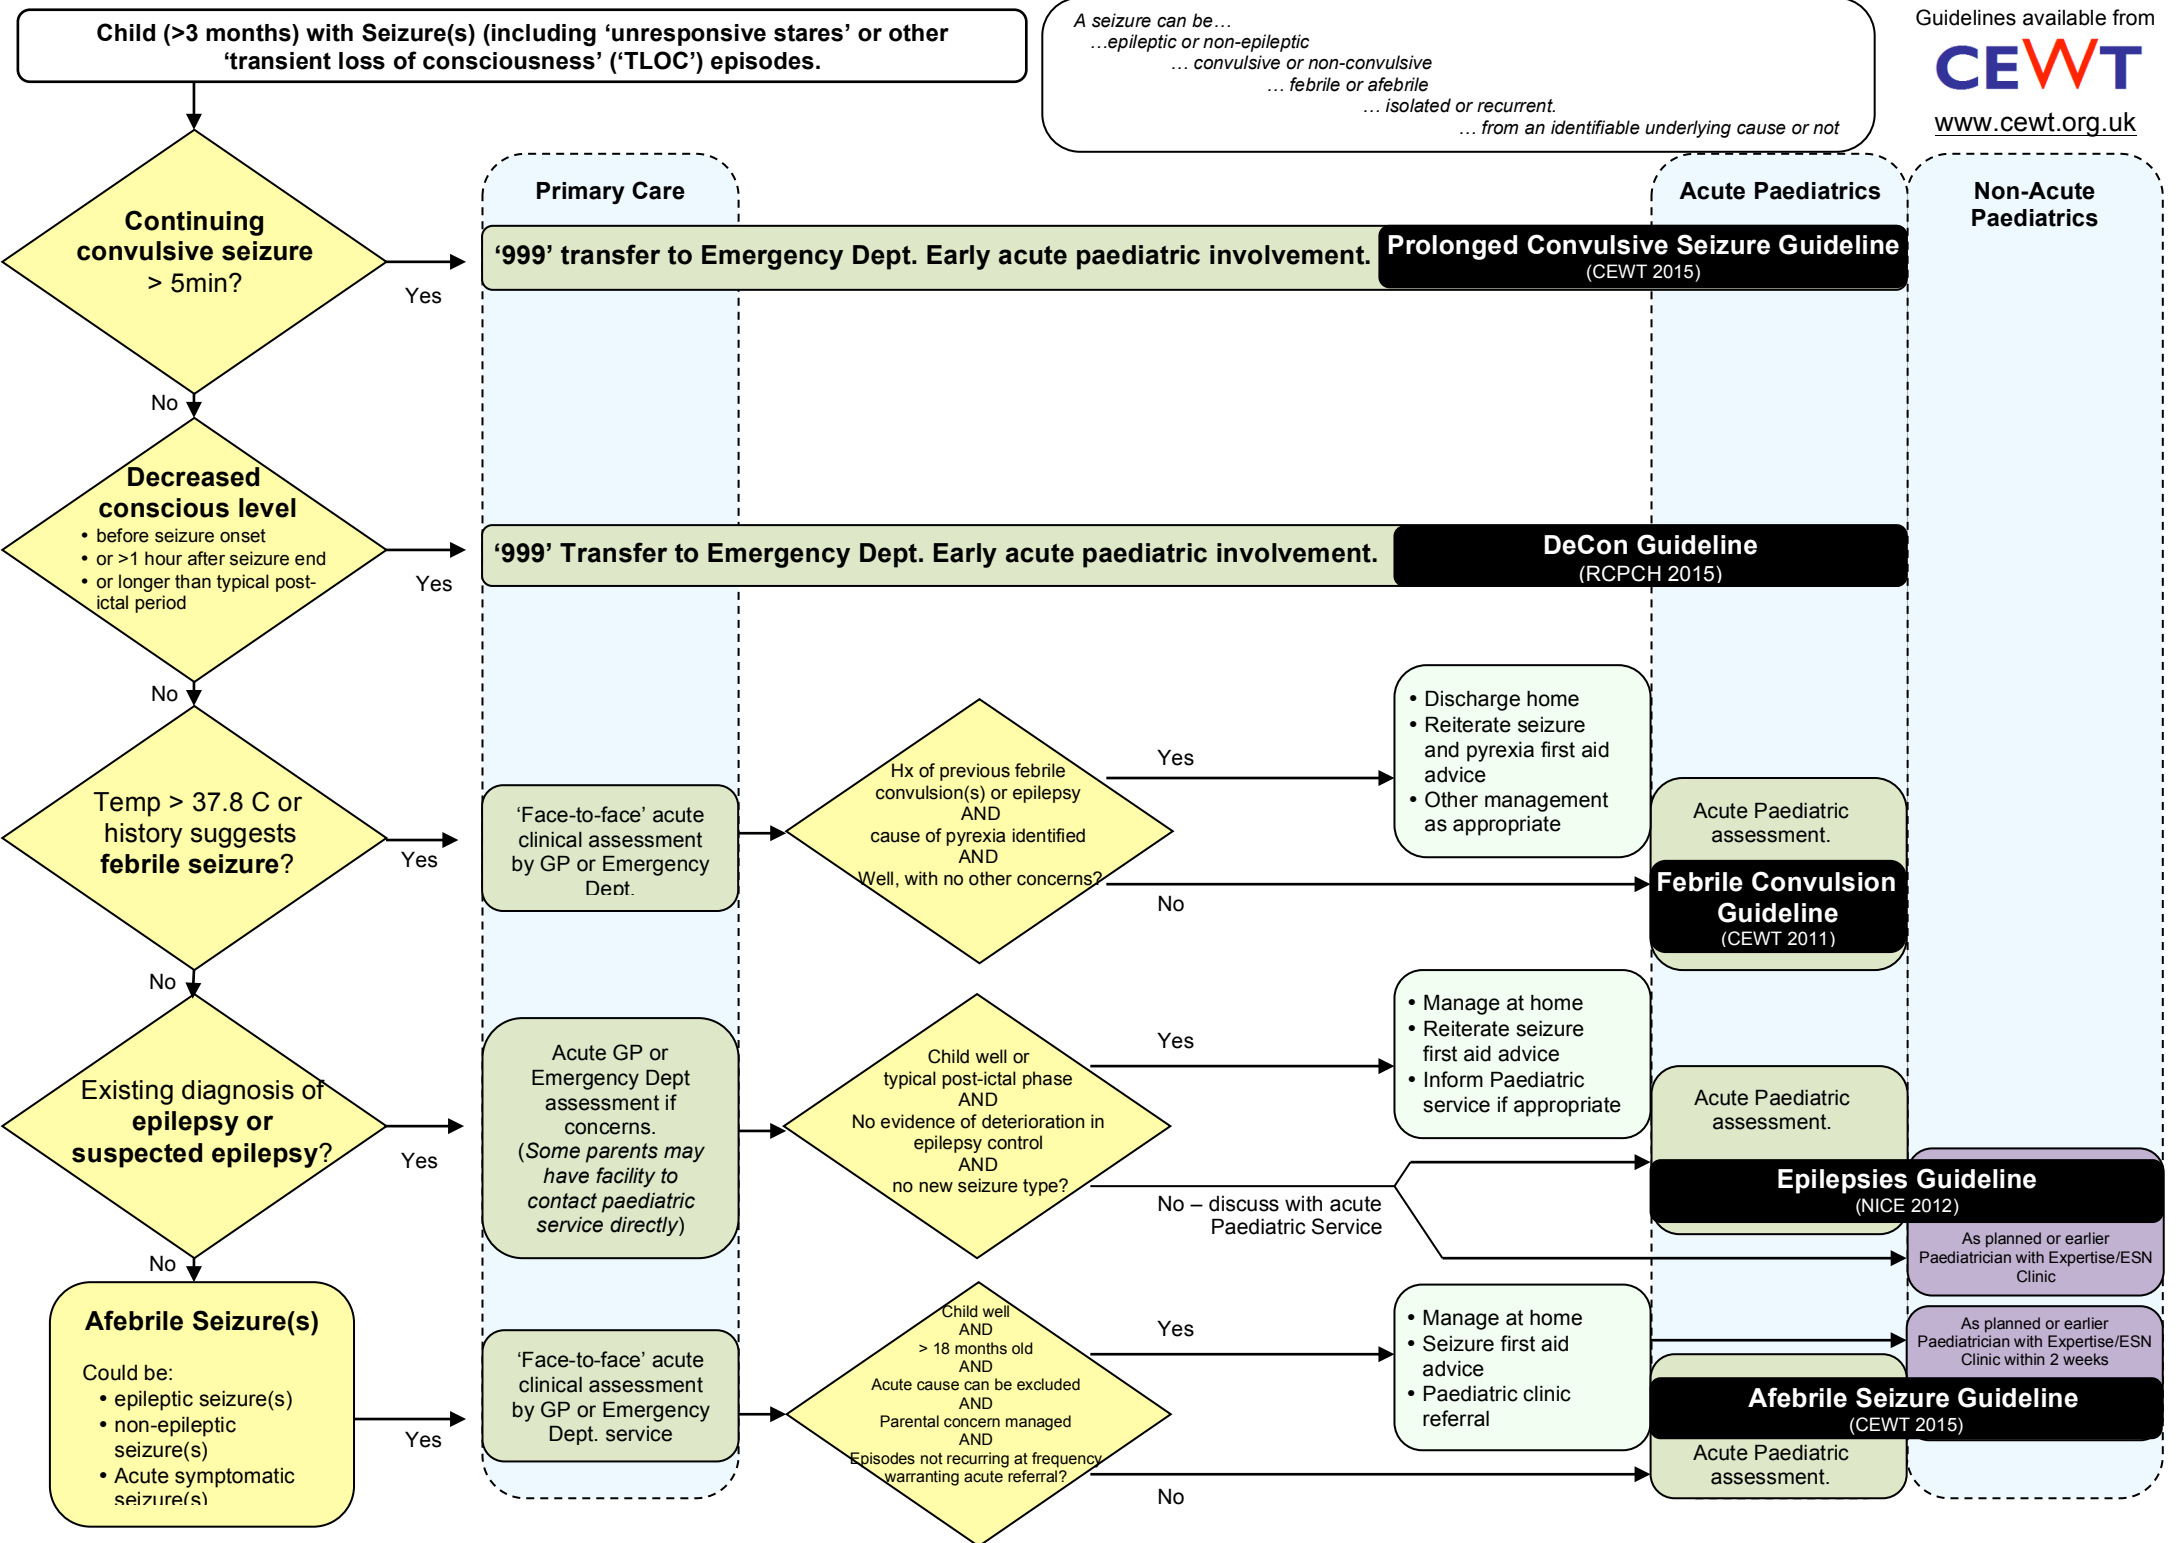 Child (>3 months) with Seizure(s) (including ‘unresponsive stares’ or other
‘transient loss of consciousness’ (‘TLOC’) episodes.
A seizure can be…
…epileptic or non-epileptic
… convulsive or non-convulsive
… febrile or afebrile
… isolated or recurrent.
… from an identifiable underlying cause or not
Guidelines available from
CEWT
www.cewt.org.uk
Primary Care
Acute Paediatrics
Non-Acute
Paediatrics
Continuing
convulsive seizure
> 5min?
Yes
‘999’ transfer to Emergency Dept. Early acute paediatric involvement.
Prolonged Convulsive Seizure Guideline
(CEWT 2015)
No
Decreased
conscious level
• before seizure onset
• or >1 hour after seizure end
• or longer than typical post-
ictal period
Yes
‘999’ Transfer to Emergency Dept. Early acute paediatric involvement.
DeCon Guideline
(RCPCH 2015)
No
Temp > 37.8 C or
history suggests
febrile seizure?
Yes
‘Face-to-face’ acute
clinical assessment
by GP or Emergency
Dept.
Hx of previous febrile
convulsion(s) or epilepsy
AND
cause of pyrexia identified
AND
Well, with no other concerns?
Yes
• Discharge home
• Reiterate seizure
and pyrexia first aid
advice
• Other management
as appropriate
No
Acute Paediatric
assessment.
Febrile Convulsion
Guideline
(CEWT 2011)
No
Existing diagnosis of
epilepsy or
suspected epilepsy?
Yes
Acute GP or
Emergency Dept
assessment if
concerns.
(Some parents may
have facility to
contact paediatric
service directly)
Child well or
typical post-ictal phase
AND
No evidence of deterioration in
epilepsy control
AND
no new seizure type?
Yes
• Manage at home
• Reiterate seizure
first aid advice
• Inform Paediatric
service if appropriate
No – discuss with acute
Paediatric Service
Acute Paediatric
assessment.
Epilepsies Guideline
(NICE 2012)
As planned or earlier
Paediatrician with Expertise/ESN
Clinic
No
Afebrile Seizure(s)
Could be:
• epileptic seizure(s)
• non-epileptic
seizure(s)
• Acute symptomatic
seizure(s)
Yes
‘Face-to-face’ acute
clinical assessment
by GP or Emergency
Dept. service
Child well
AND
> 18 months old
AND
Acute cause can be excluded
AND
Parental concern managed
AND
Episodes not recurring at frequency
warranting acute referral?
Yes
• Manage at home
• Seizure first aid
advice
• Paediatric clinic
referral
No
As planned or earlier
Paediatrician with Expertise/ESN
Clinic within 2 weeks
Afebrile Seizure Guideline
(CEWT 2015)
Acute Paediatric
assessment.